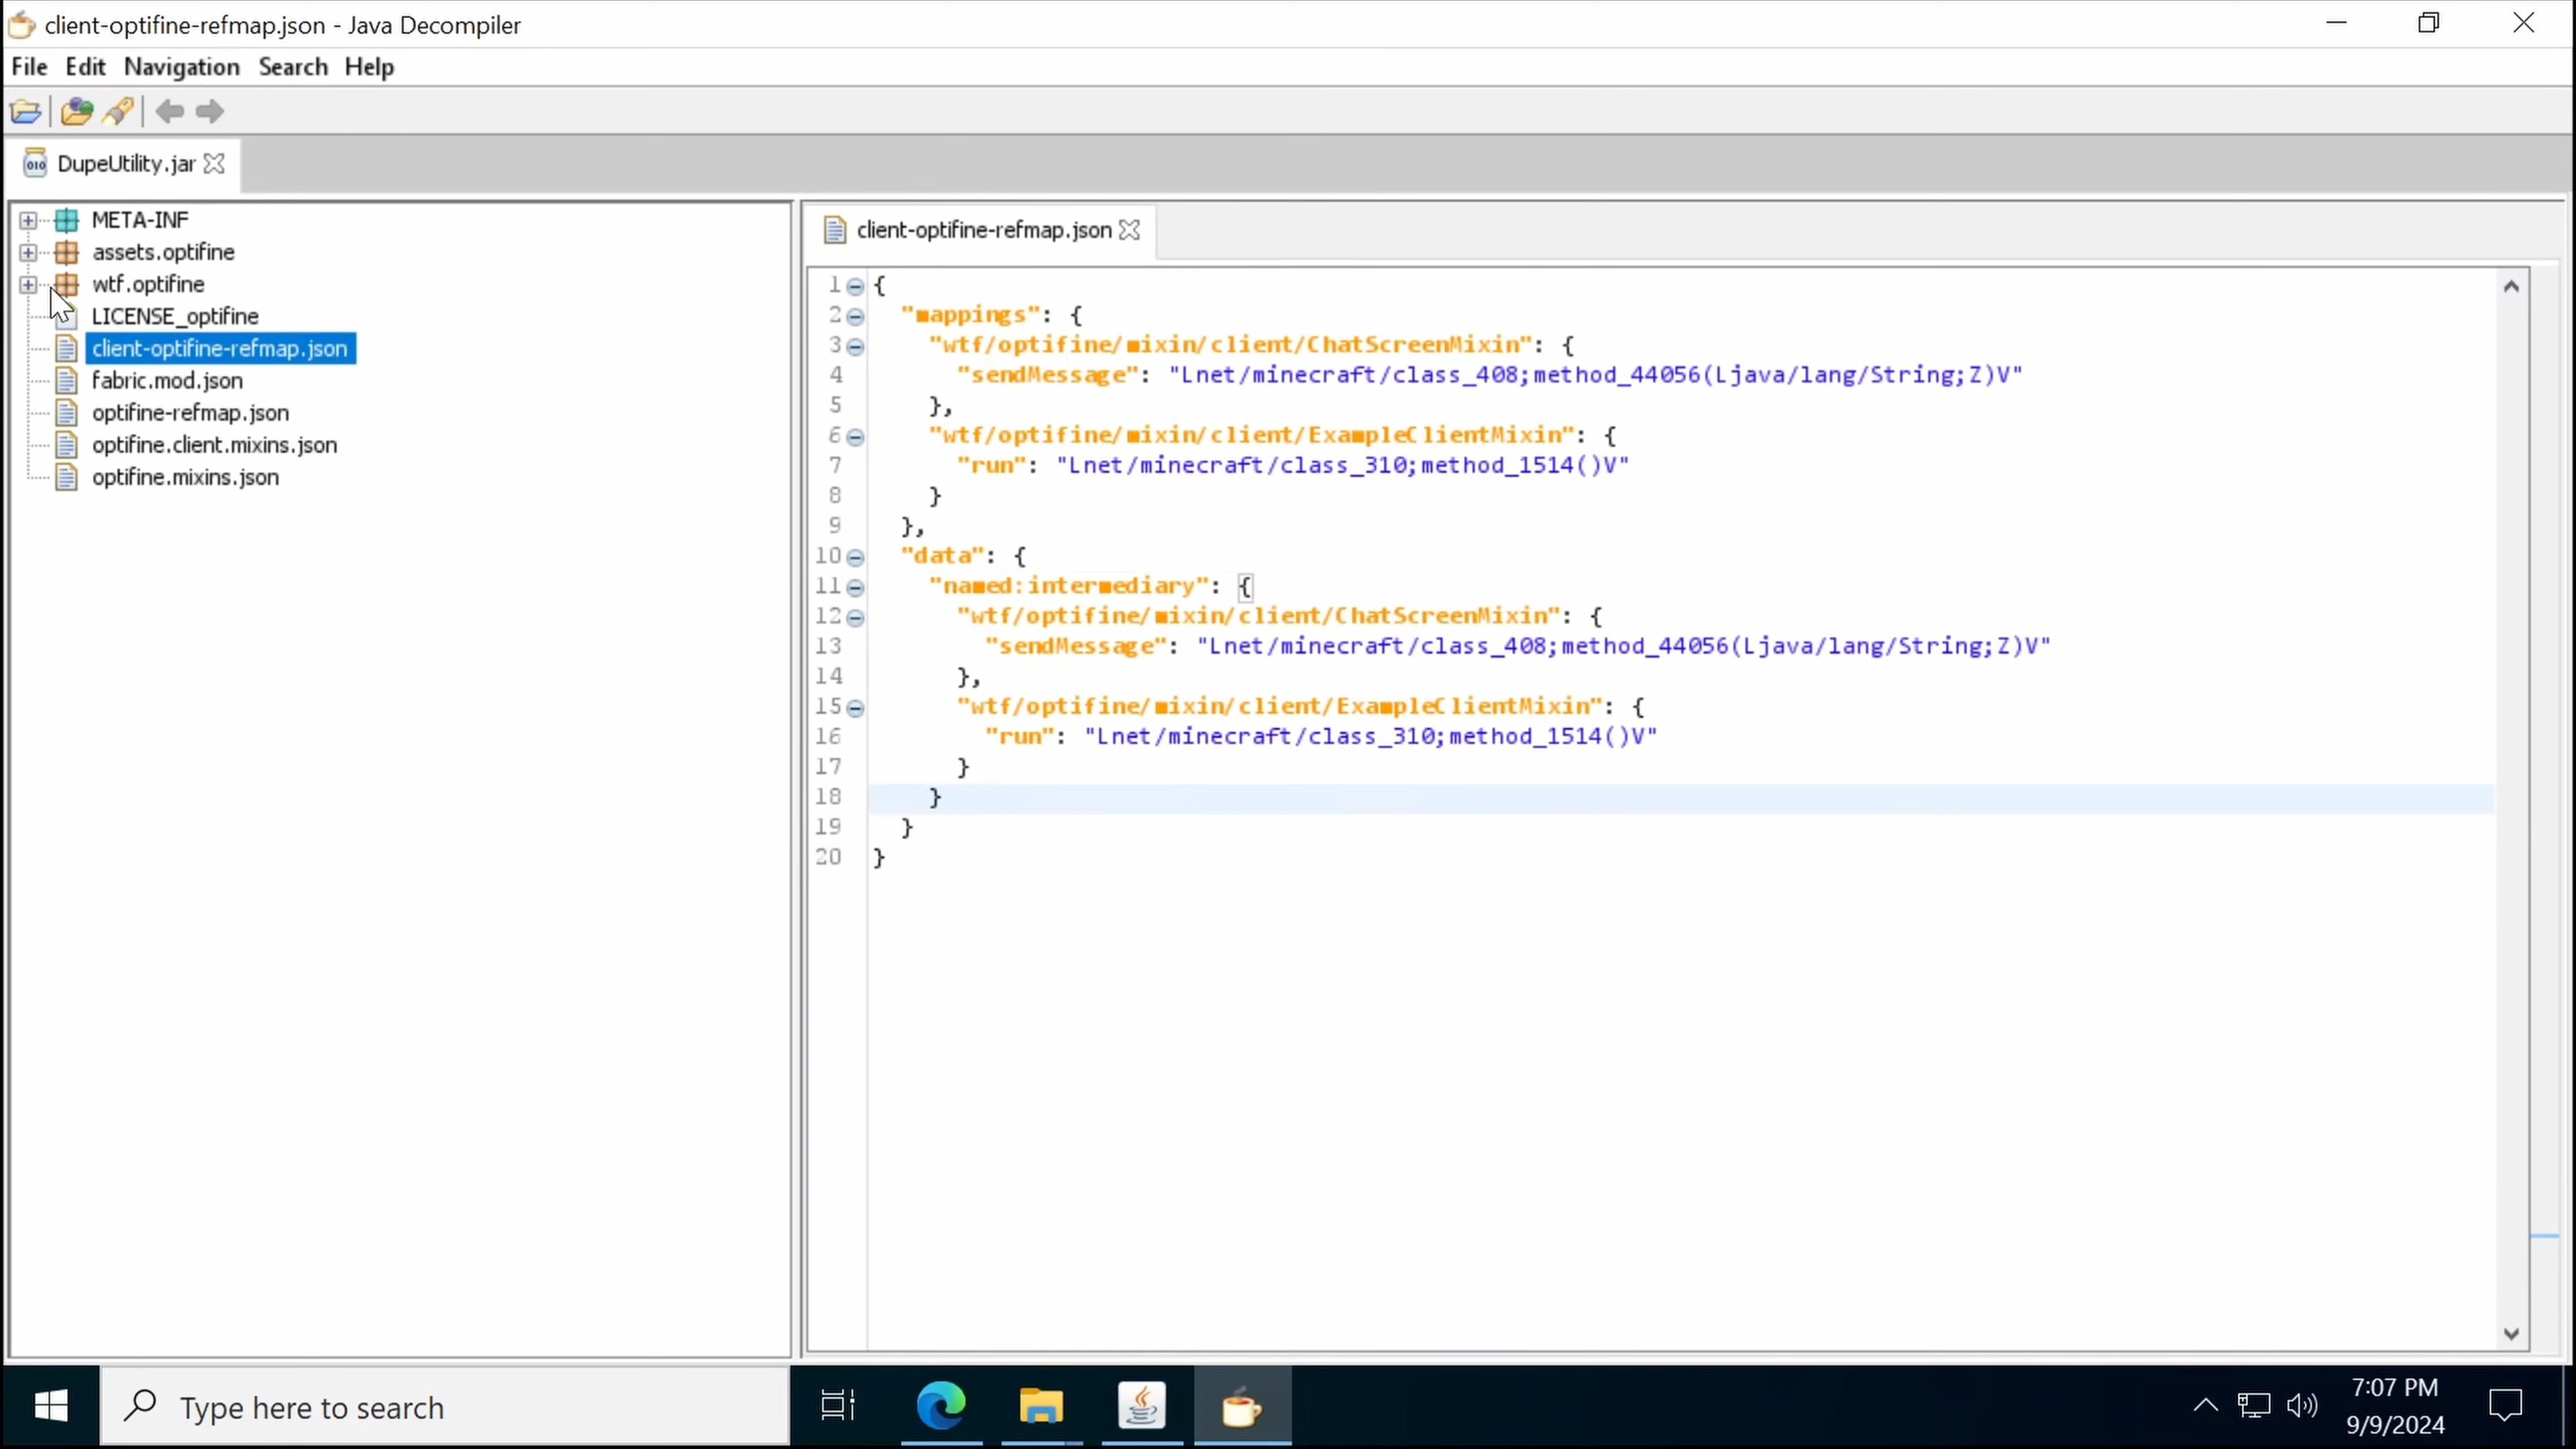 client-optifine-refmap.json - Java Decompiler
File Edit Navigation Search Help
DupeUtility.jar
META-INF
assets.optifine
wtf.optifine
LICENSE_optifine
client-optifine-refmap.json
fabric.mod.json
optifine-refmap.json
optifine.client.mixins.json
optifine.mixins.json
client-optifine-refmap.json
1 {
2 "mappings": {
3 "wtf/optifine/mixin/client/ChatScreenMixin": {
4 "sendMessage": "Lnet/minecraft/class_408;method_44056(Ljava/lang/String;Z)V"
5 },
6 "wtf/optifine/mixin/client/ExampleClientMixin": {
7 "run": "Lnet/minecraft/class_310;method_1514()V"
8 }
9 },
10 "data": {
11 "named:intermediary": {
12 "wtf/optifine/mixin/client/ChatScreenMixin": {
13 "sendMessage": "Lnet/minecraft/class_408;method_44056(Ljava/lang/String;Z)V"
14 },
15 "wtf/optifine/mixin/client/ExampleClientMixin": {
16 "run": "Lnet/minecraft/class_310;method_1514()V"
17 }
18 }
19 }
20 }
Type here to search
7:07 PM
9/9/2024